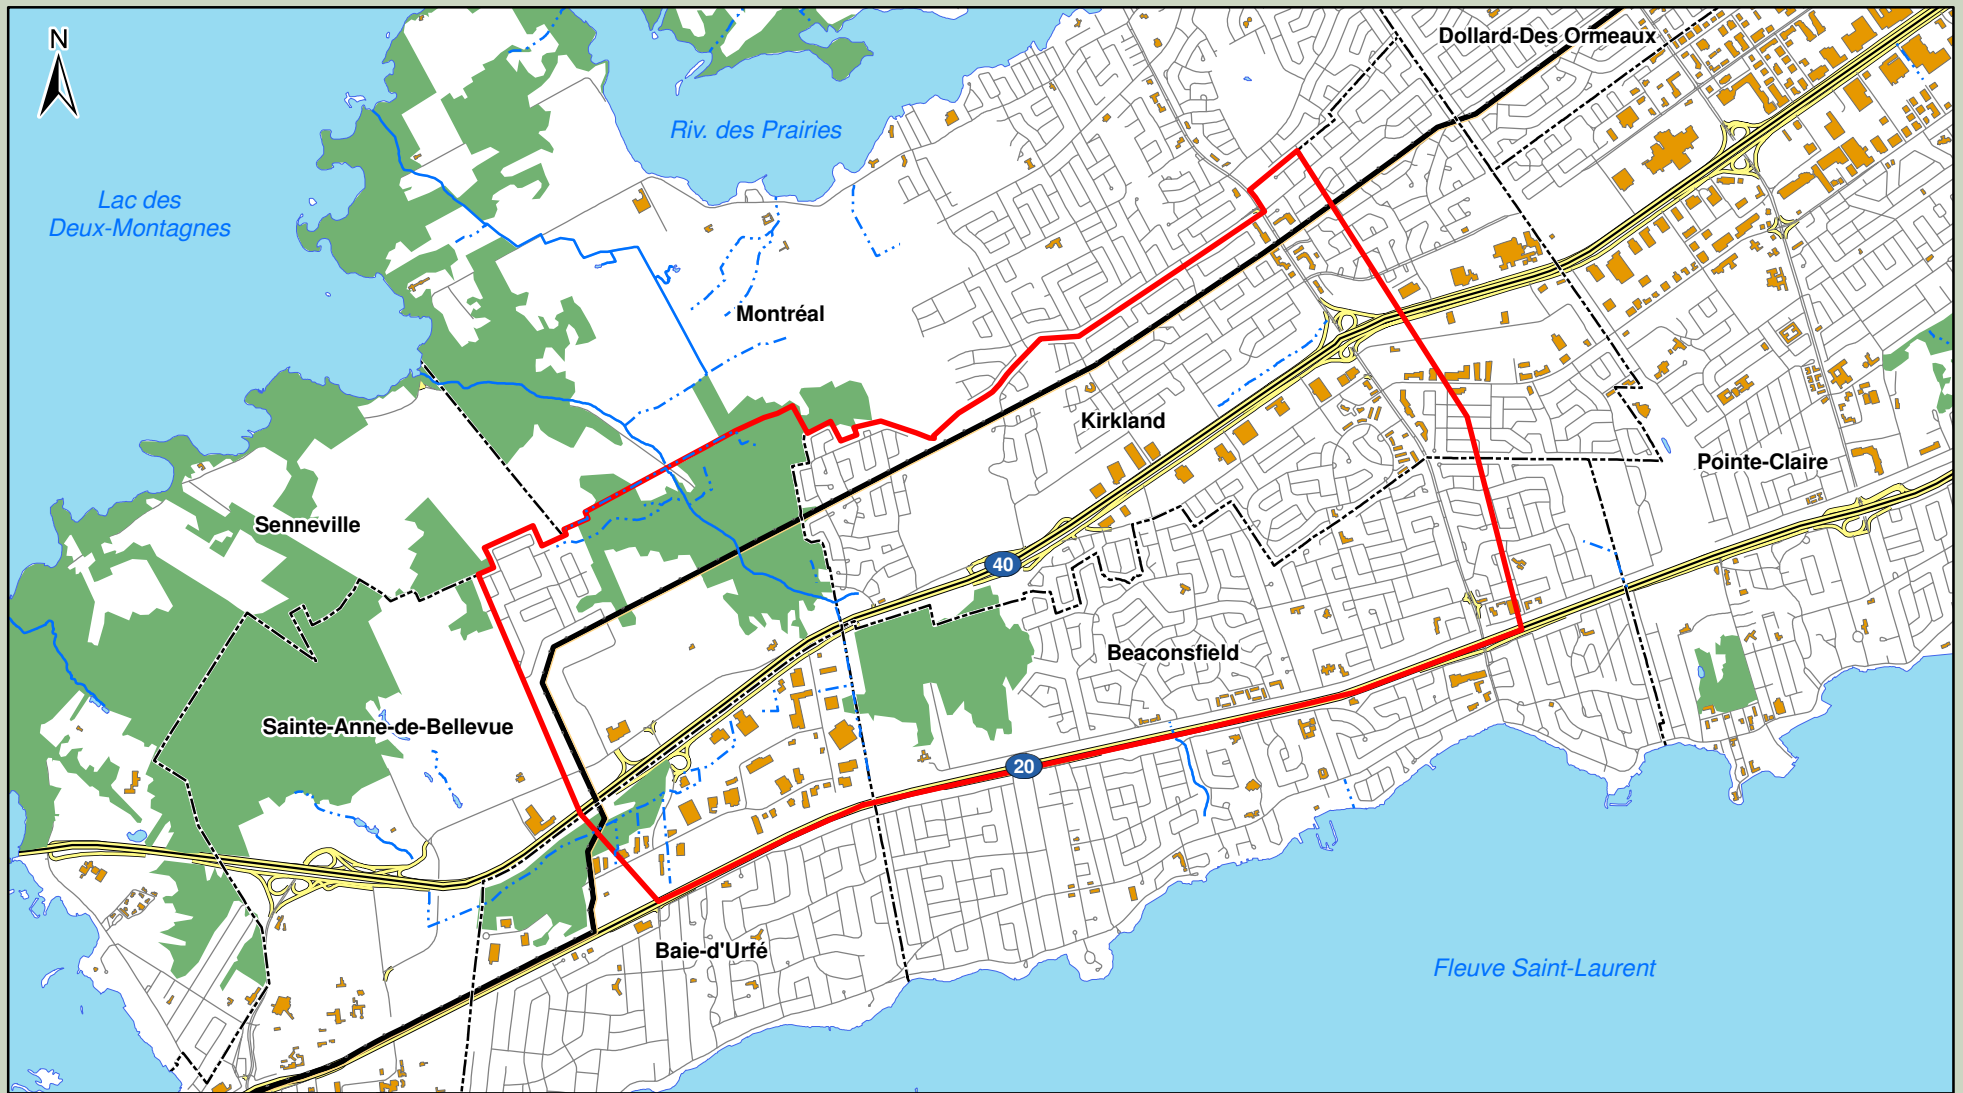 N
Dollard-Des Ormeaux
Riv. des Prairies
Lac des
Deux-Montagnes
Montréal
Kirkland
Pointe-Claire
Senneville
40
Beaconsfield
Sainte-Anne-de-Bellevue
20
Baie-d'Urfé
Fleuve Saint-Laurent